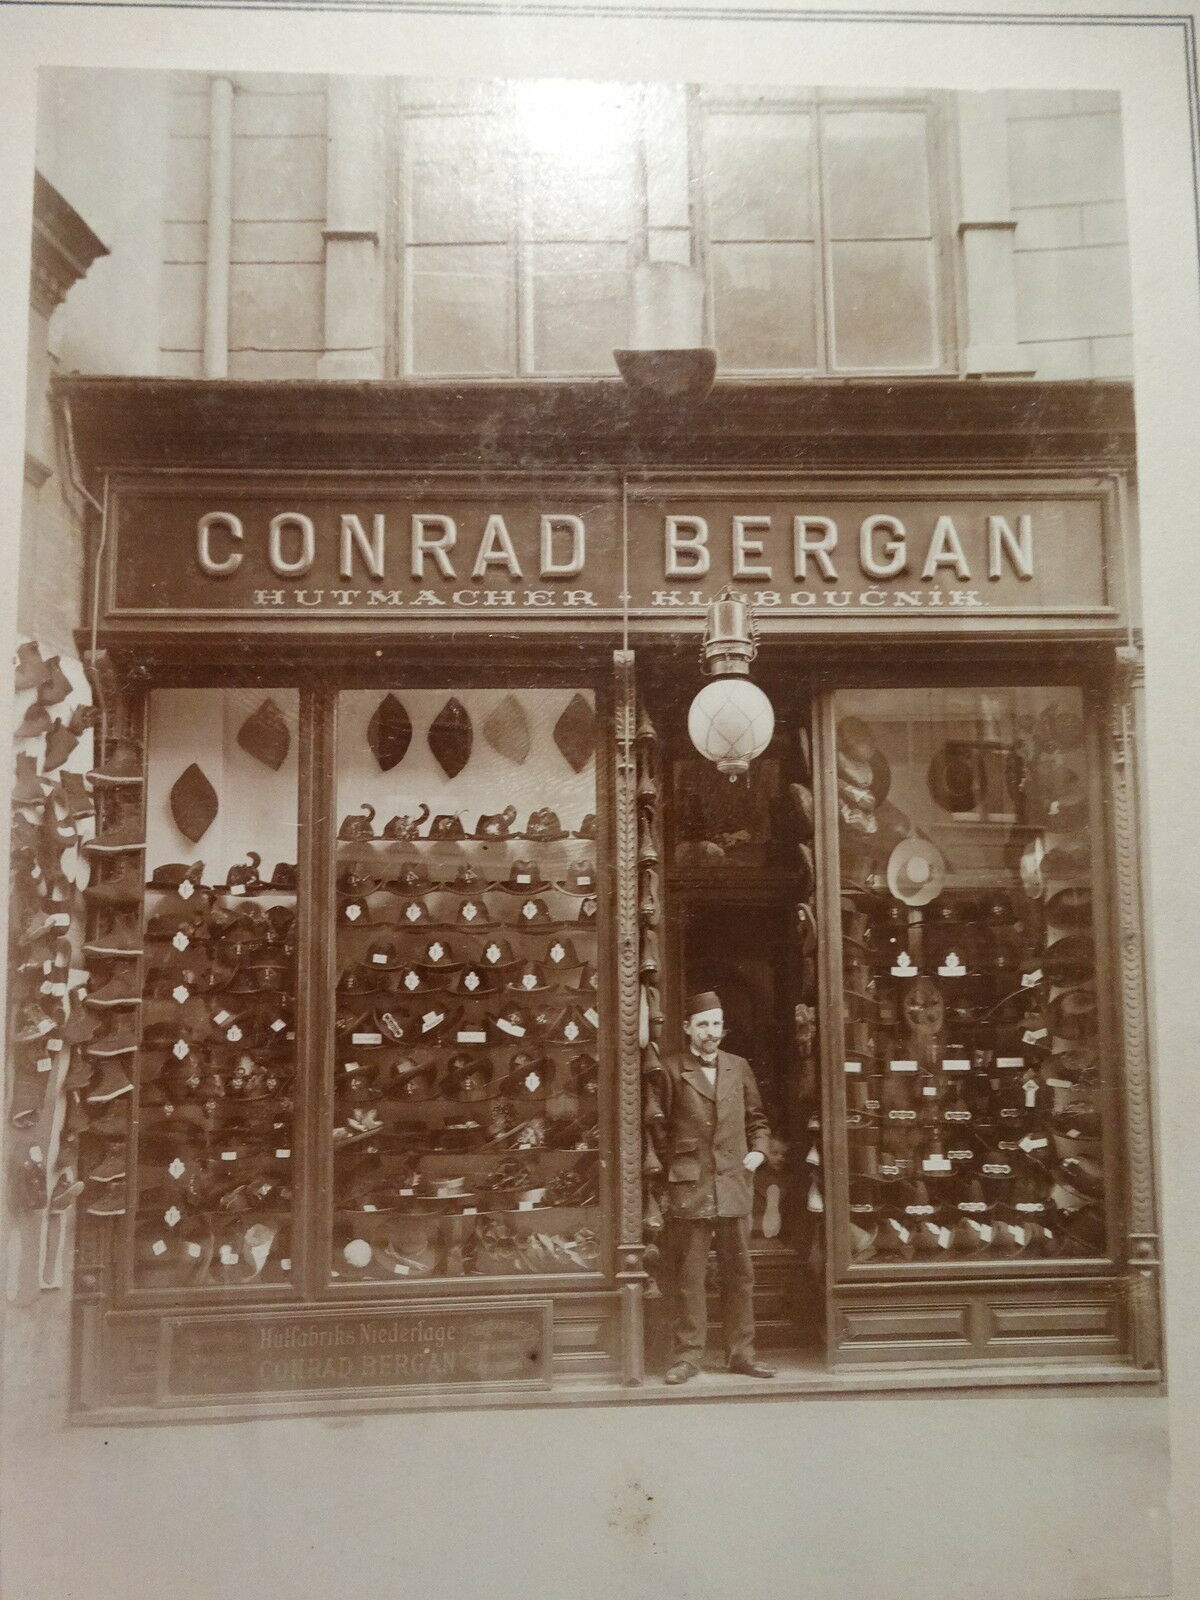 CONRAD BERGAN
HUTMACHER - KLOBOUČNÍK.
Hutfabriks Niederlage
CONRAD BERGAN